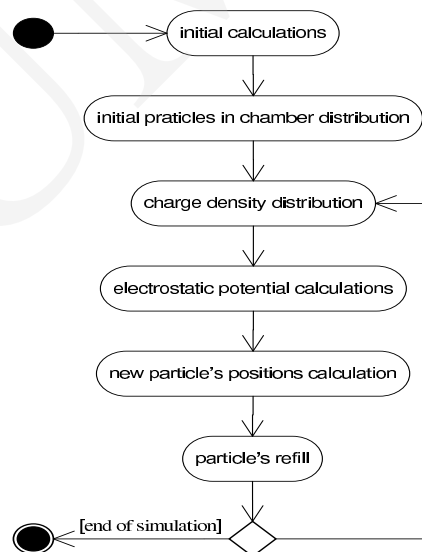 initial calculations
initial praticles in chamber distribution
charge density distribution
electrostatic potential calculations
new particle's positions calculation
particle's refill
[end of simulation]